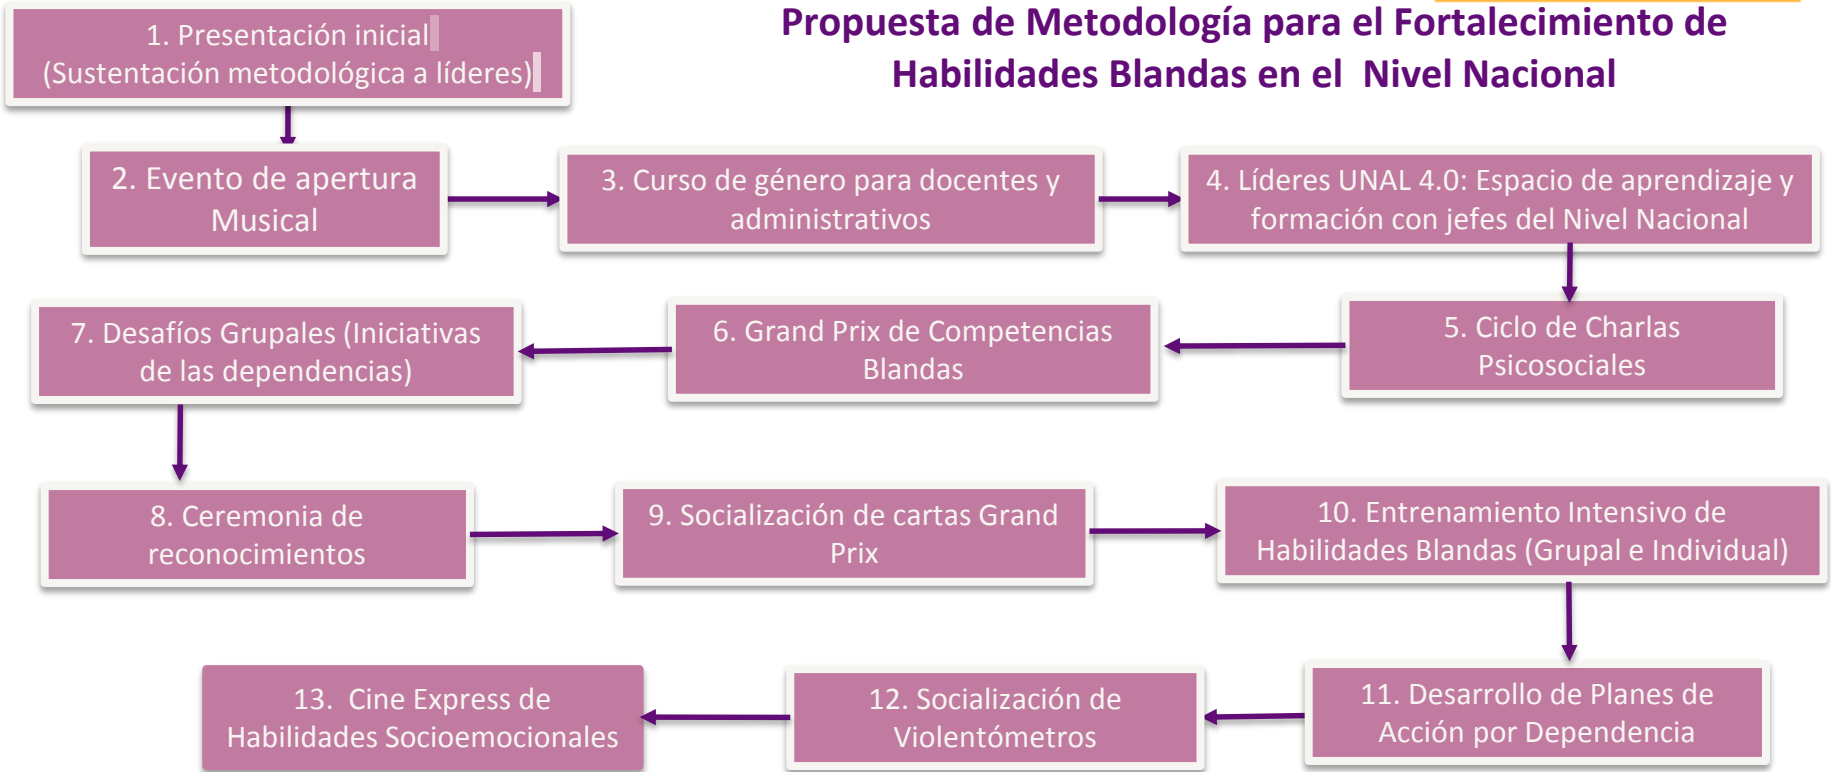 Propuesta de Metodología para el Fortalecimiento de
Habilidades Blandas en el Nivel Nacional
1. Presentación inicial
(Sustentación metodológica a líderes)
2. Evento de apertura
Musical
3. Curso de género para docentes y
administrativos
4. Líderes UNAL 4.0: Espacio de aprendizaje y
formación con jefes del Nivel Nacional
5. Ciclo de Charlas
Psicosociales
6. Grand Prix de Competencias
Blandas
7. Desafíos Grupales (Iniciativas
de las dependencias)
8. Ceremonia de
reconocimientos
9. Socialización de cartas Grand
Prix
10. Entrenamiento Intensivo de
Habilidades Blandas (Grupal e Individual)
11. Desarrollo de Planes de
Acción por Dependencia
12. Socialización de
Violentómetros
13. Cine Express de
Habilidades Socioemocionales